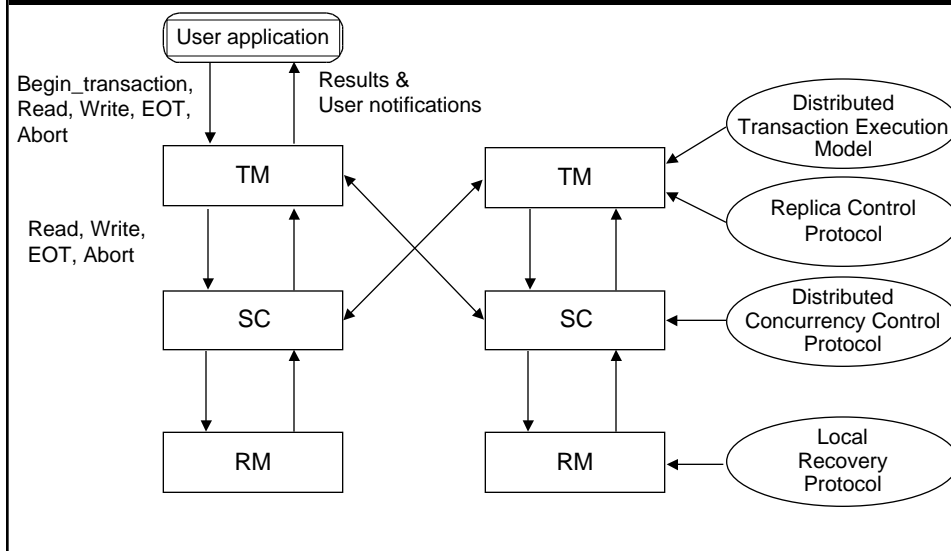 User application
Begin_transaction,
Read, Write, EOT,
Abort
Results &
User notifications
TM
TM
Distributed
Transaction Execution
Model
Replica Control
Protocol
Read, Write,
EOT, Abort
SC
SC
Distributed
Concurrency Control
Protocol
RM
RM
Local
Recovery
Protocol